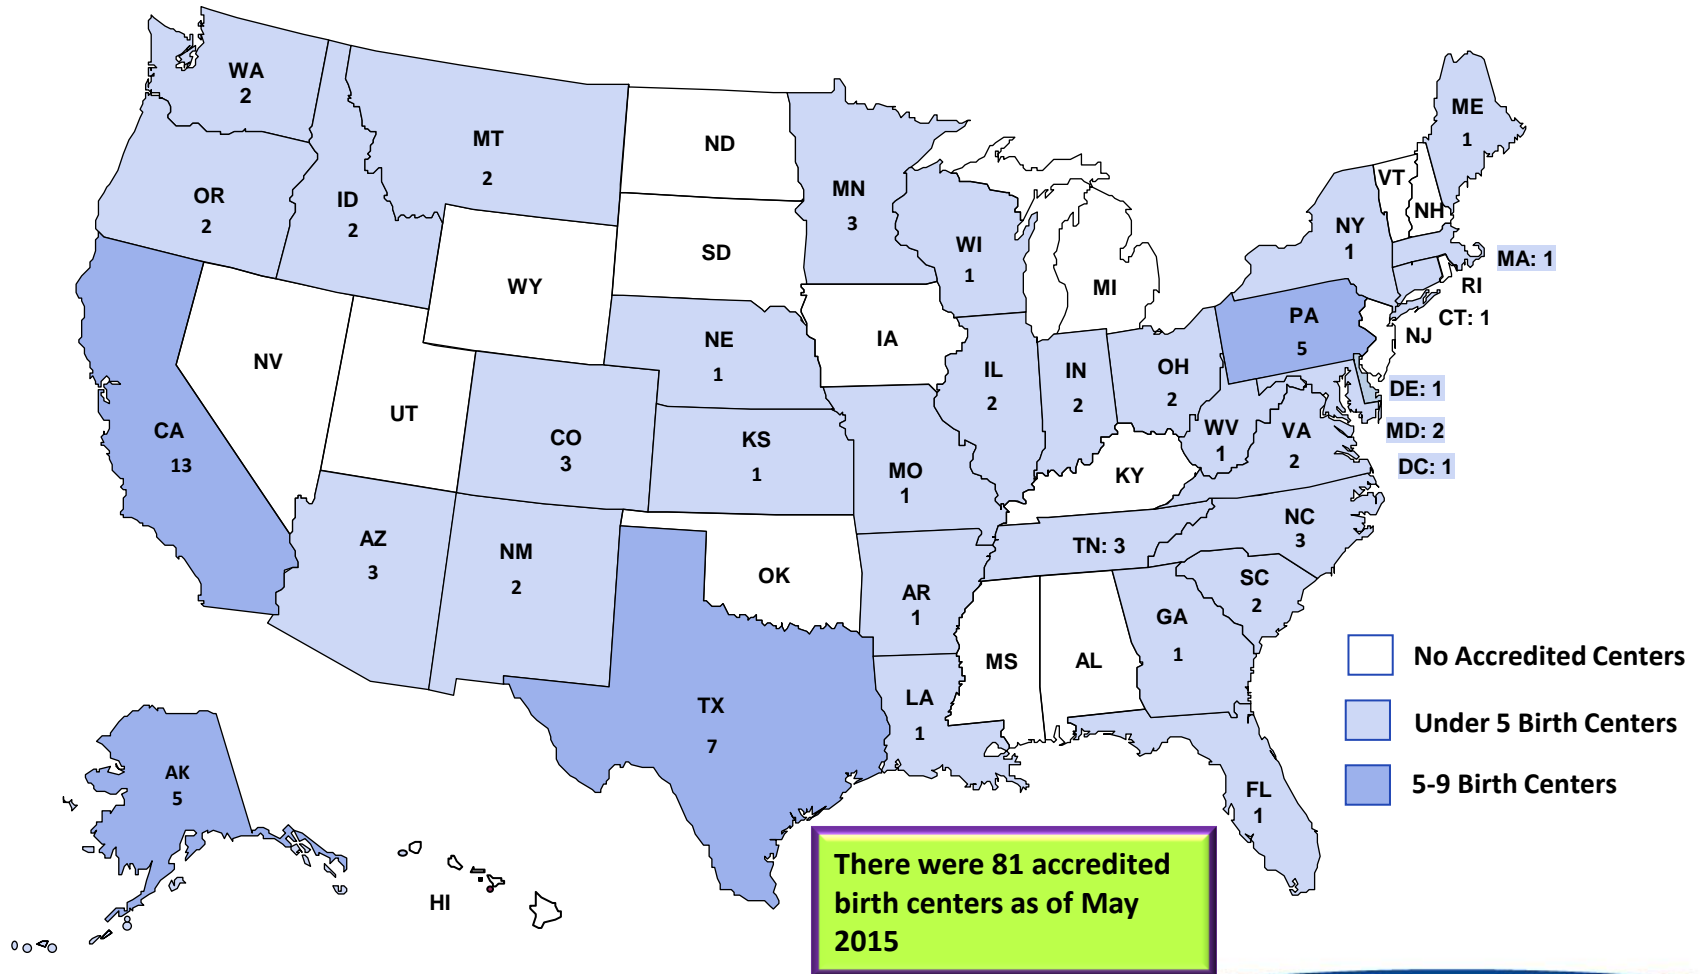 WA
2
MT
2
ND
MN
3
ME
1
OR
2
ID
2
SD
WI
1
VT
NH
NY
1
MA: 1
WY
MI
RI
CT: 1
NJ
PA
5
NE
1
IA
NV
IL
2
IN
2
OH
2
DE: 1
UT
CA
13
CO
3
KS
1
MO
1
WV
1
VA
2
MD: 2
DC: 1
KY
AZ
3
NM
2
OK
AR
1
TN: 3
NC
3
SC
2
GA
1
MS
AL
LA
1
TX
7
FL
1
AK
5
HI
No Accredited Centers
Under 5 Birth Centers
5-9 Birth Centers
There were 81 accredited
birth centers as of May
2015